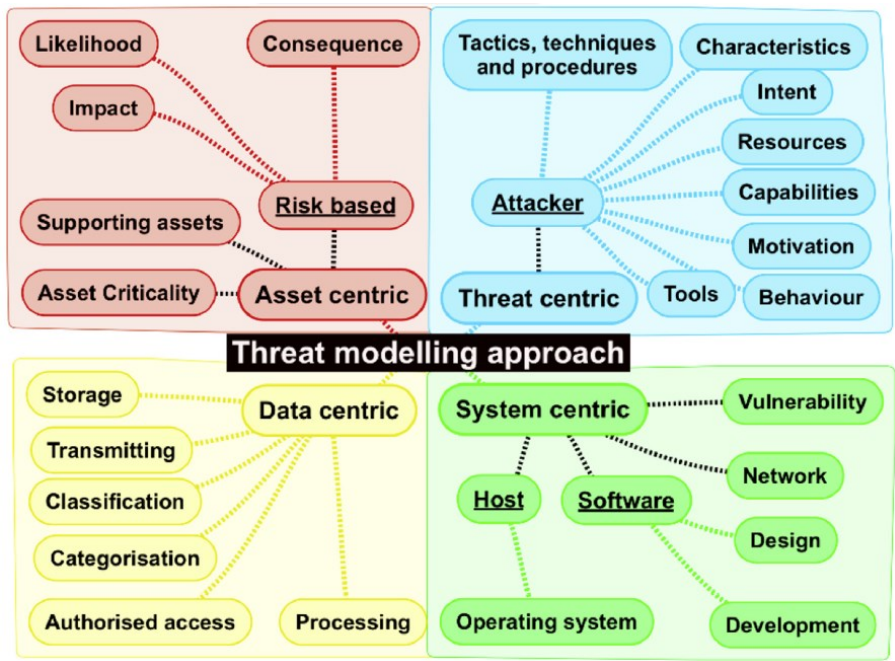 Likelihood
Consequence
Impact
Risk based
Supporting assets
Asset Criticality
Asset centric
Tactics, techniques
and procedures
Characteristics
Intent
Resources
Capabilities
Motivation
Behaviour
Tools
Attacker
Threat centric
Threat modelling approach
Data centric
Storage
Transmitting
Classification
Categorisation
Authorised access
Processing
System centric
Vulnerability
Network
Host
Software
Design
Operating system
Development